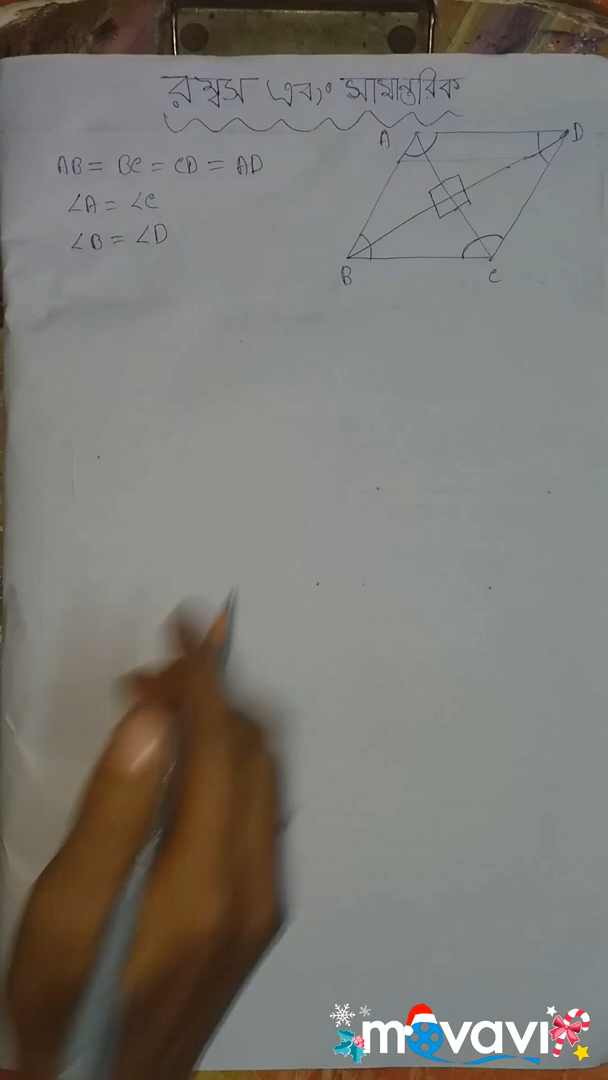 রম্বস এবং সামান্তরিক
AB = BC = CD = AD
∠A = ∠C
∠B = ∠D
A
D
B
C
movavi